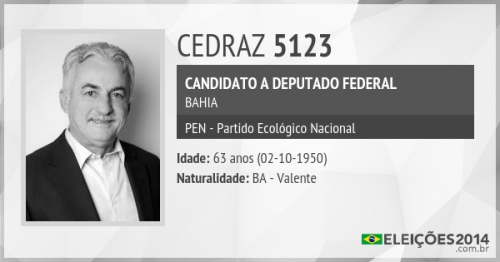 CEDRAZ 5123
CANDIDATO A DEPUTADO FEDERAL
BAHIA
PEN - Partido Ecológico Nacional
Idade: 63 anos (02-10-1950)
Naturalidade: BA - Valente
ELEIÇÕES2014
.com.br